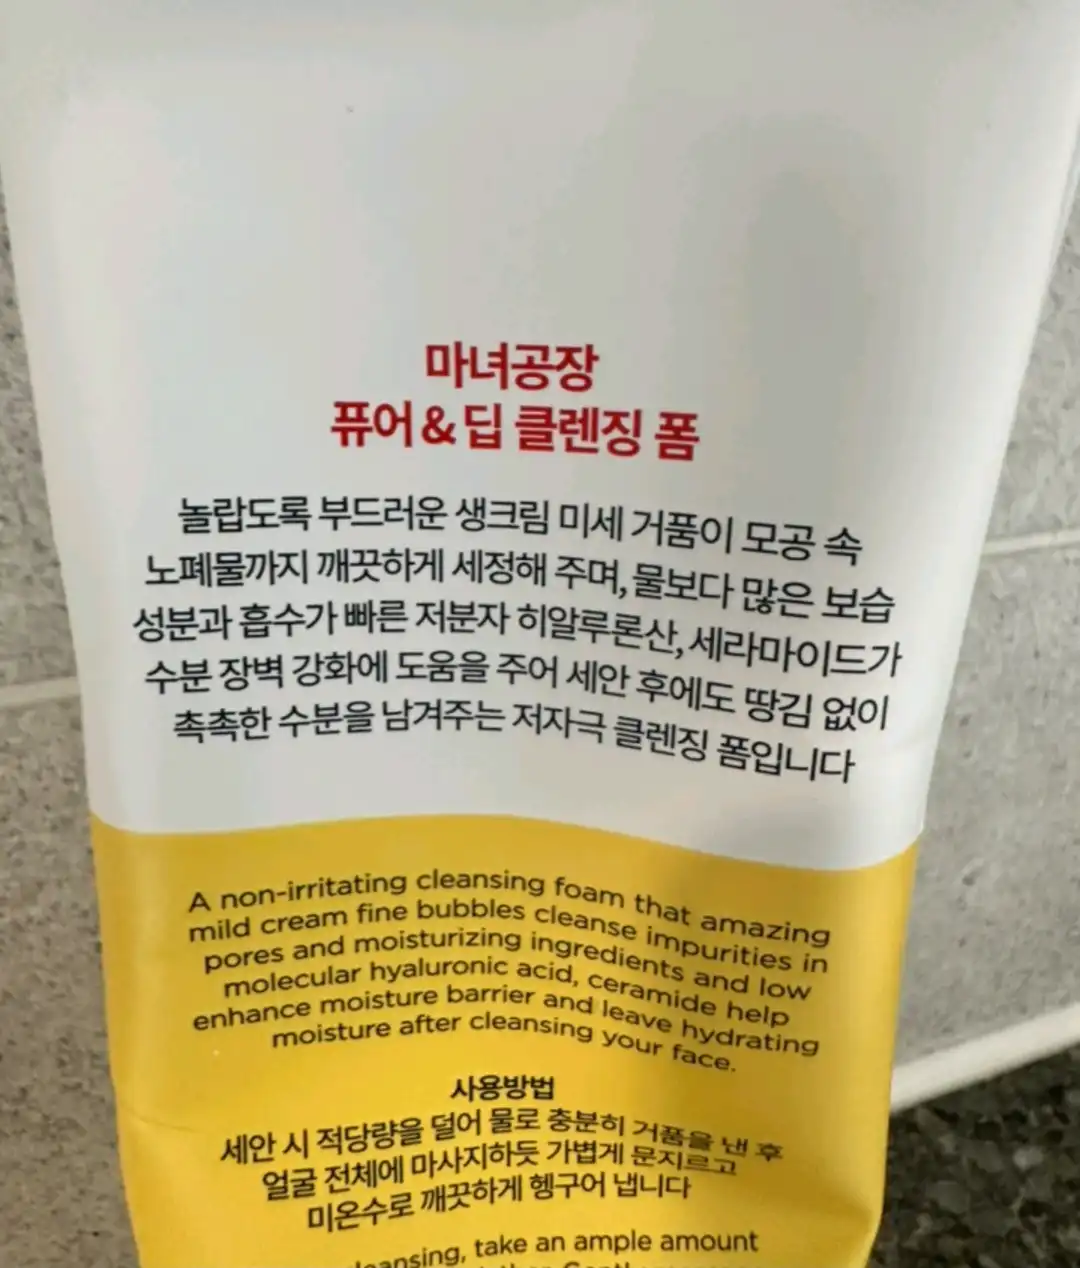 마녀공장
퓨어&딥 클렌징 폼
놀랍도록 부드러운 생크림 미세 거품이 모공 속
노폐물까지 깨끗하게 세정해 주며, 물보다 많은 보습
성분과 흡수가 빠른 저분자 히알루론산, 세라마이드가
수분 장벽 강화에 도움을 주어 세안 후에도 땅김 없이
촉촉한 수분을 남겨주는 저자극 클렌징 폼입니다
A non-irritating cleansing foam that amazing
mild cream fine bubbles cleanse impurities in
pores and moisturizing ingredients and low
molecular hyaluronic acid, ceramide help
enhance moisture barrier and leave hydrating
moisture after cleansing your face.
사용방법
세안 시 적당량을 덜어 물로 충분히 거품을 낸 후
얼굴 전체에 마사지하듯 가볍게 문지르고
미온수로 깨끗하게 헹구어 냅니다
cleansing, take an ample amount